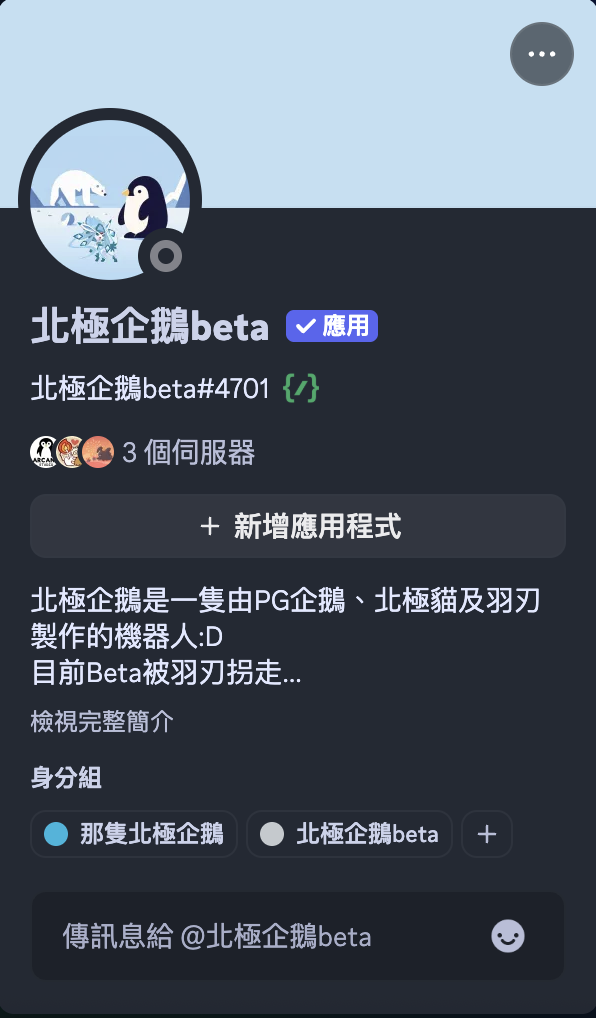 北極企鵝beta 應用
北極企鵝beta#4701
3 個伺服器
+ 新增應用程式
北極企鵝是一隻由PG企鵝、北極貓及羽刃
製作的機器人:D
目前Beta被羽刃拐走...
檢視完整簡介
身分組
那隻北極企鵝 北極企鵝beta +
傳訊息給 @北極企鵝beta